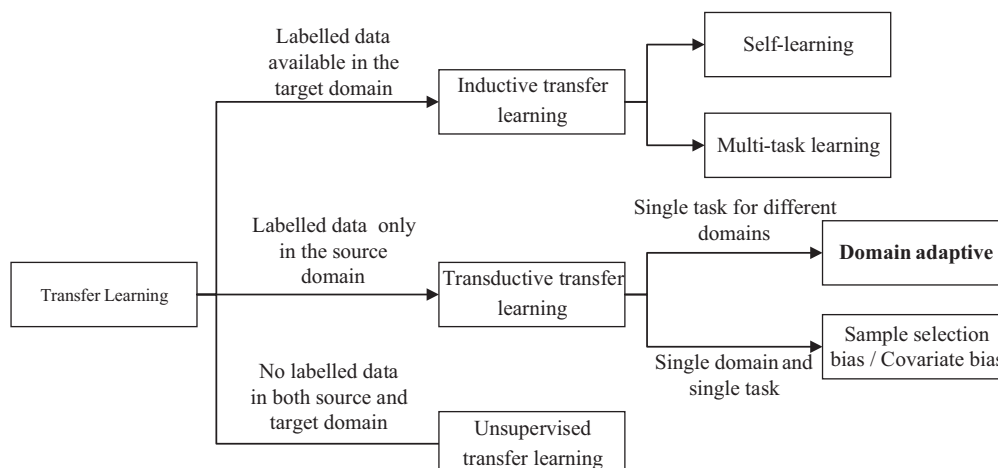 Labelled data
available in the
target domain
Inductive transfer
learning
Self-learning
Multi-task learning
Transfer Learning
Labelled data only
in the source
domain
Transductive transfer
learning
Single task for different
domains
Domain adaptive
Single domain and
single task
Sample selection
bias / Covariate bias
No labelled data
in both source and
target domain
Unsupervised
transfer learning